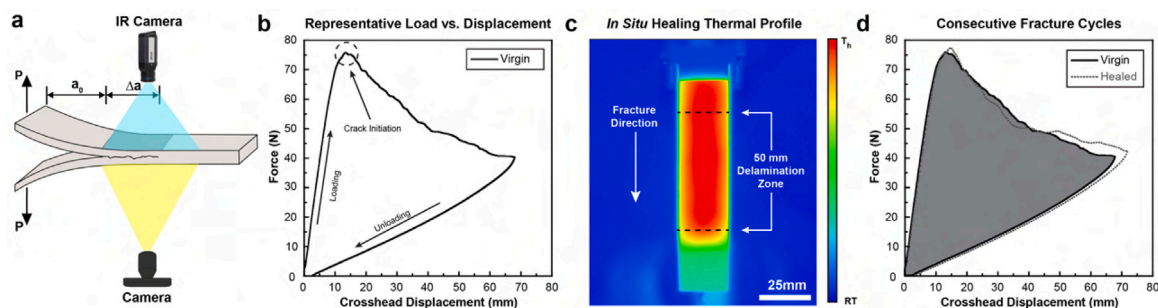 a
IR Camera
P
a₀
Δa
P
Camera
b
Representative Load vs. Displacement
Force (N)
80
70
60
50
40
30
20
10
0
Virgin
Crack Initiation
Loading
Unloading
0 10 20 30 40 50 60 70 80
Crosshead Displacement (mm)
c
In Situ Healing Thermal Profile
Fracture
Direction
50 mm
Delamination
Zone
25mm
Tₕ
RT
d
Consecutive Fracture Cycles
Force (N)
80
70
60
50
40
30
20
10
0
Virgin
Healed
0 10 20 30 40 50 60 70 80
Crosshead Displacement (mm)